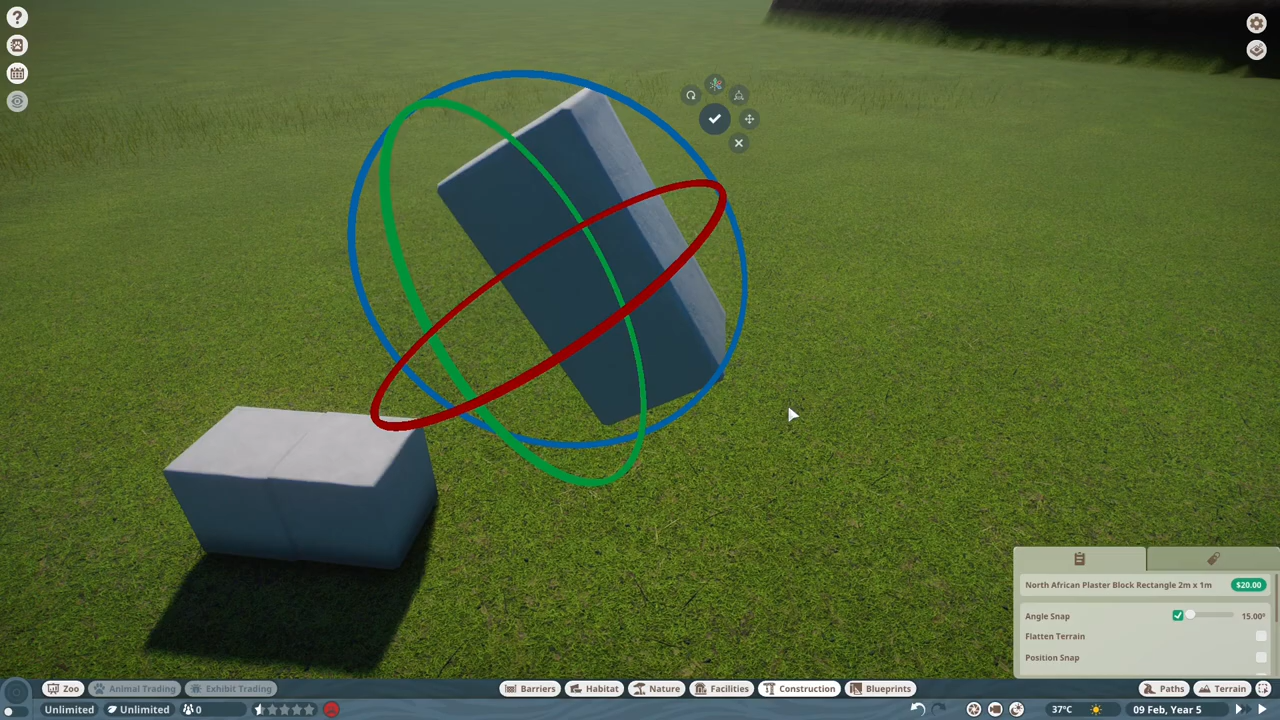 North African Plaster Block Rectangle 2m x 1m $20.00
Angle Snap 15.00°
Flatten Terrain
Position Snap
Zoo Animal Trading Exhibit Trading Barriers Habitat Nature Facilities Construction Blueprints Paths Terrain
Unlimited Unlimited 0 37°C 09 Feb, Year 5